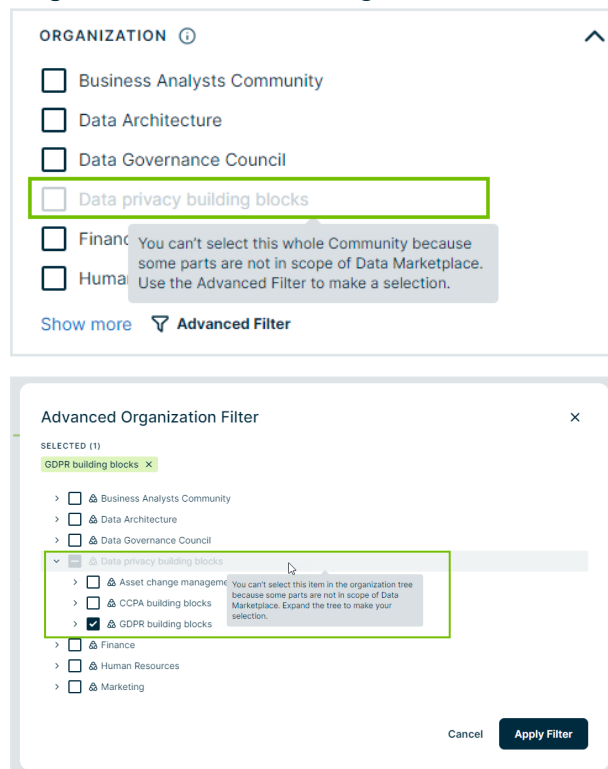 ORGANIZATION
Business Analysts Community
Data Architecture
Data Governance Council
Data privacy building blocks
You can't select this whole Community because
some parts are not in scope of Data Marketplace.
Use the Advanced Filter to make a selection.
Show more Advanced Filter
Advanced Organization Filter
SELECTED (1)
GDPR building blocks ×
Business Analysts Community
Data Architecture
Data Governance Council
Data privacy building blocks
Asset change manageme
You can't select this item in the organization tree
because some parts are not in scope of Data
Marketplace. Expand the tree to make your
selection.
CCPA building blocks
GDPR building blocks
Finance
Human Resources
Marketing
Cancel Apply Filter